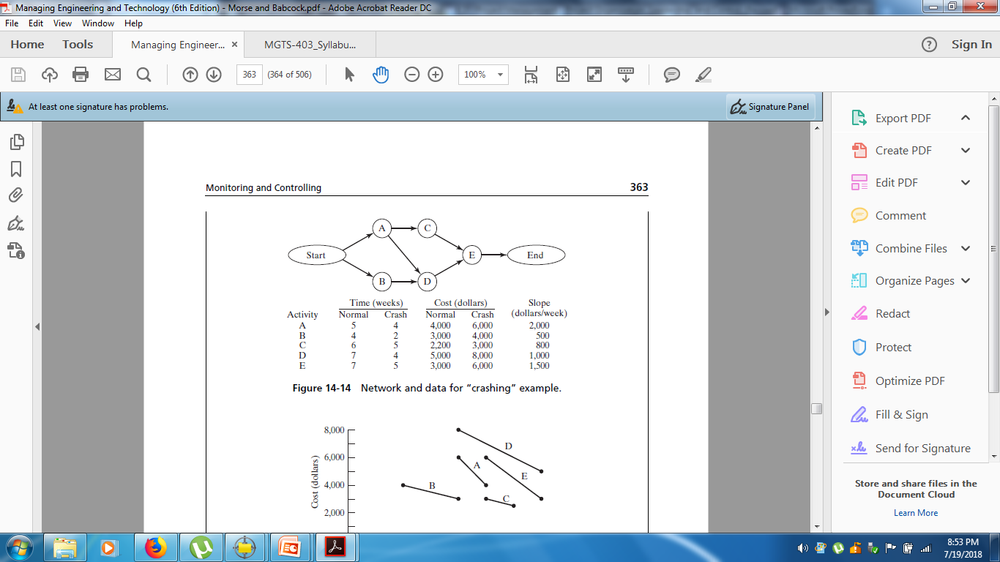 Managing Engineering and Technology (6th Edition) - Morse and Babcock.pdf - Adobe Acrobat Reader DC
File Edit View Window Help
Home Tools Managing Engineer... × MGTS-403_Syllabu... ? Sign In
363 (364 of 506) 100%
At least one signature has problems. Signature Panel
Monitoring and Controlling 363
A C
Start E End
B D
Time (weeks) Cost (dollars) Slope
Activity Normal Crash Normal Crash (dollars/week)
A 5 4 4,000 6,000 2,000
B 4 2 3,000 4,000 500
C 6 5 2,200 3,000 800
D 7 4 5,000 8,000 1,000
E 7 5 3,000 6,000 1,500
Figure 14-14 Network and data for “crashing” example.
8,000
D
6,000
A
E
Cost (dollars)
4,000
B
C
2,000
Export PDF
Create PDF
Edit PDF
Comment
Combine Files
Organize Pages
Redact
Protect
Optimize PDF
Fill & Sign
Send for Signature
Store and share files in the
Document Cloud
Learn More
8:53 PM
7/19/2018